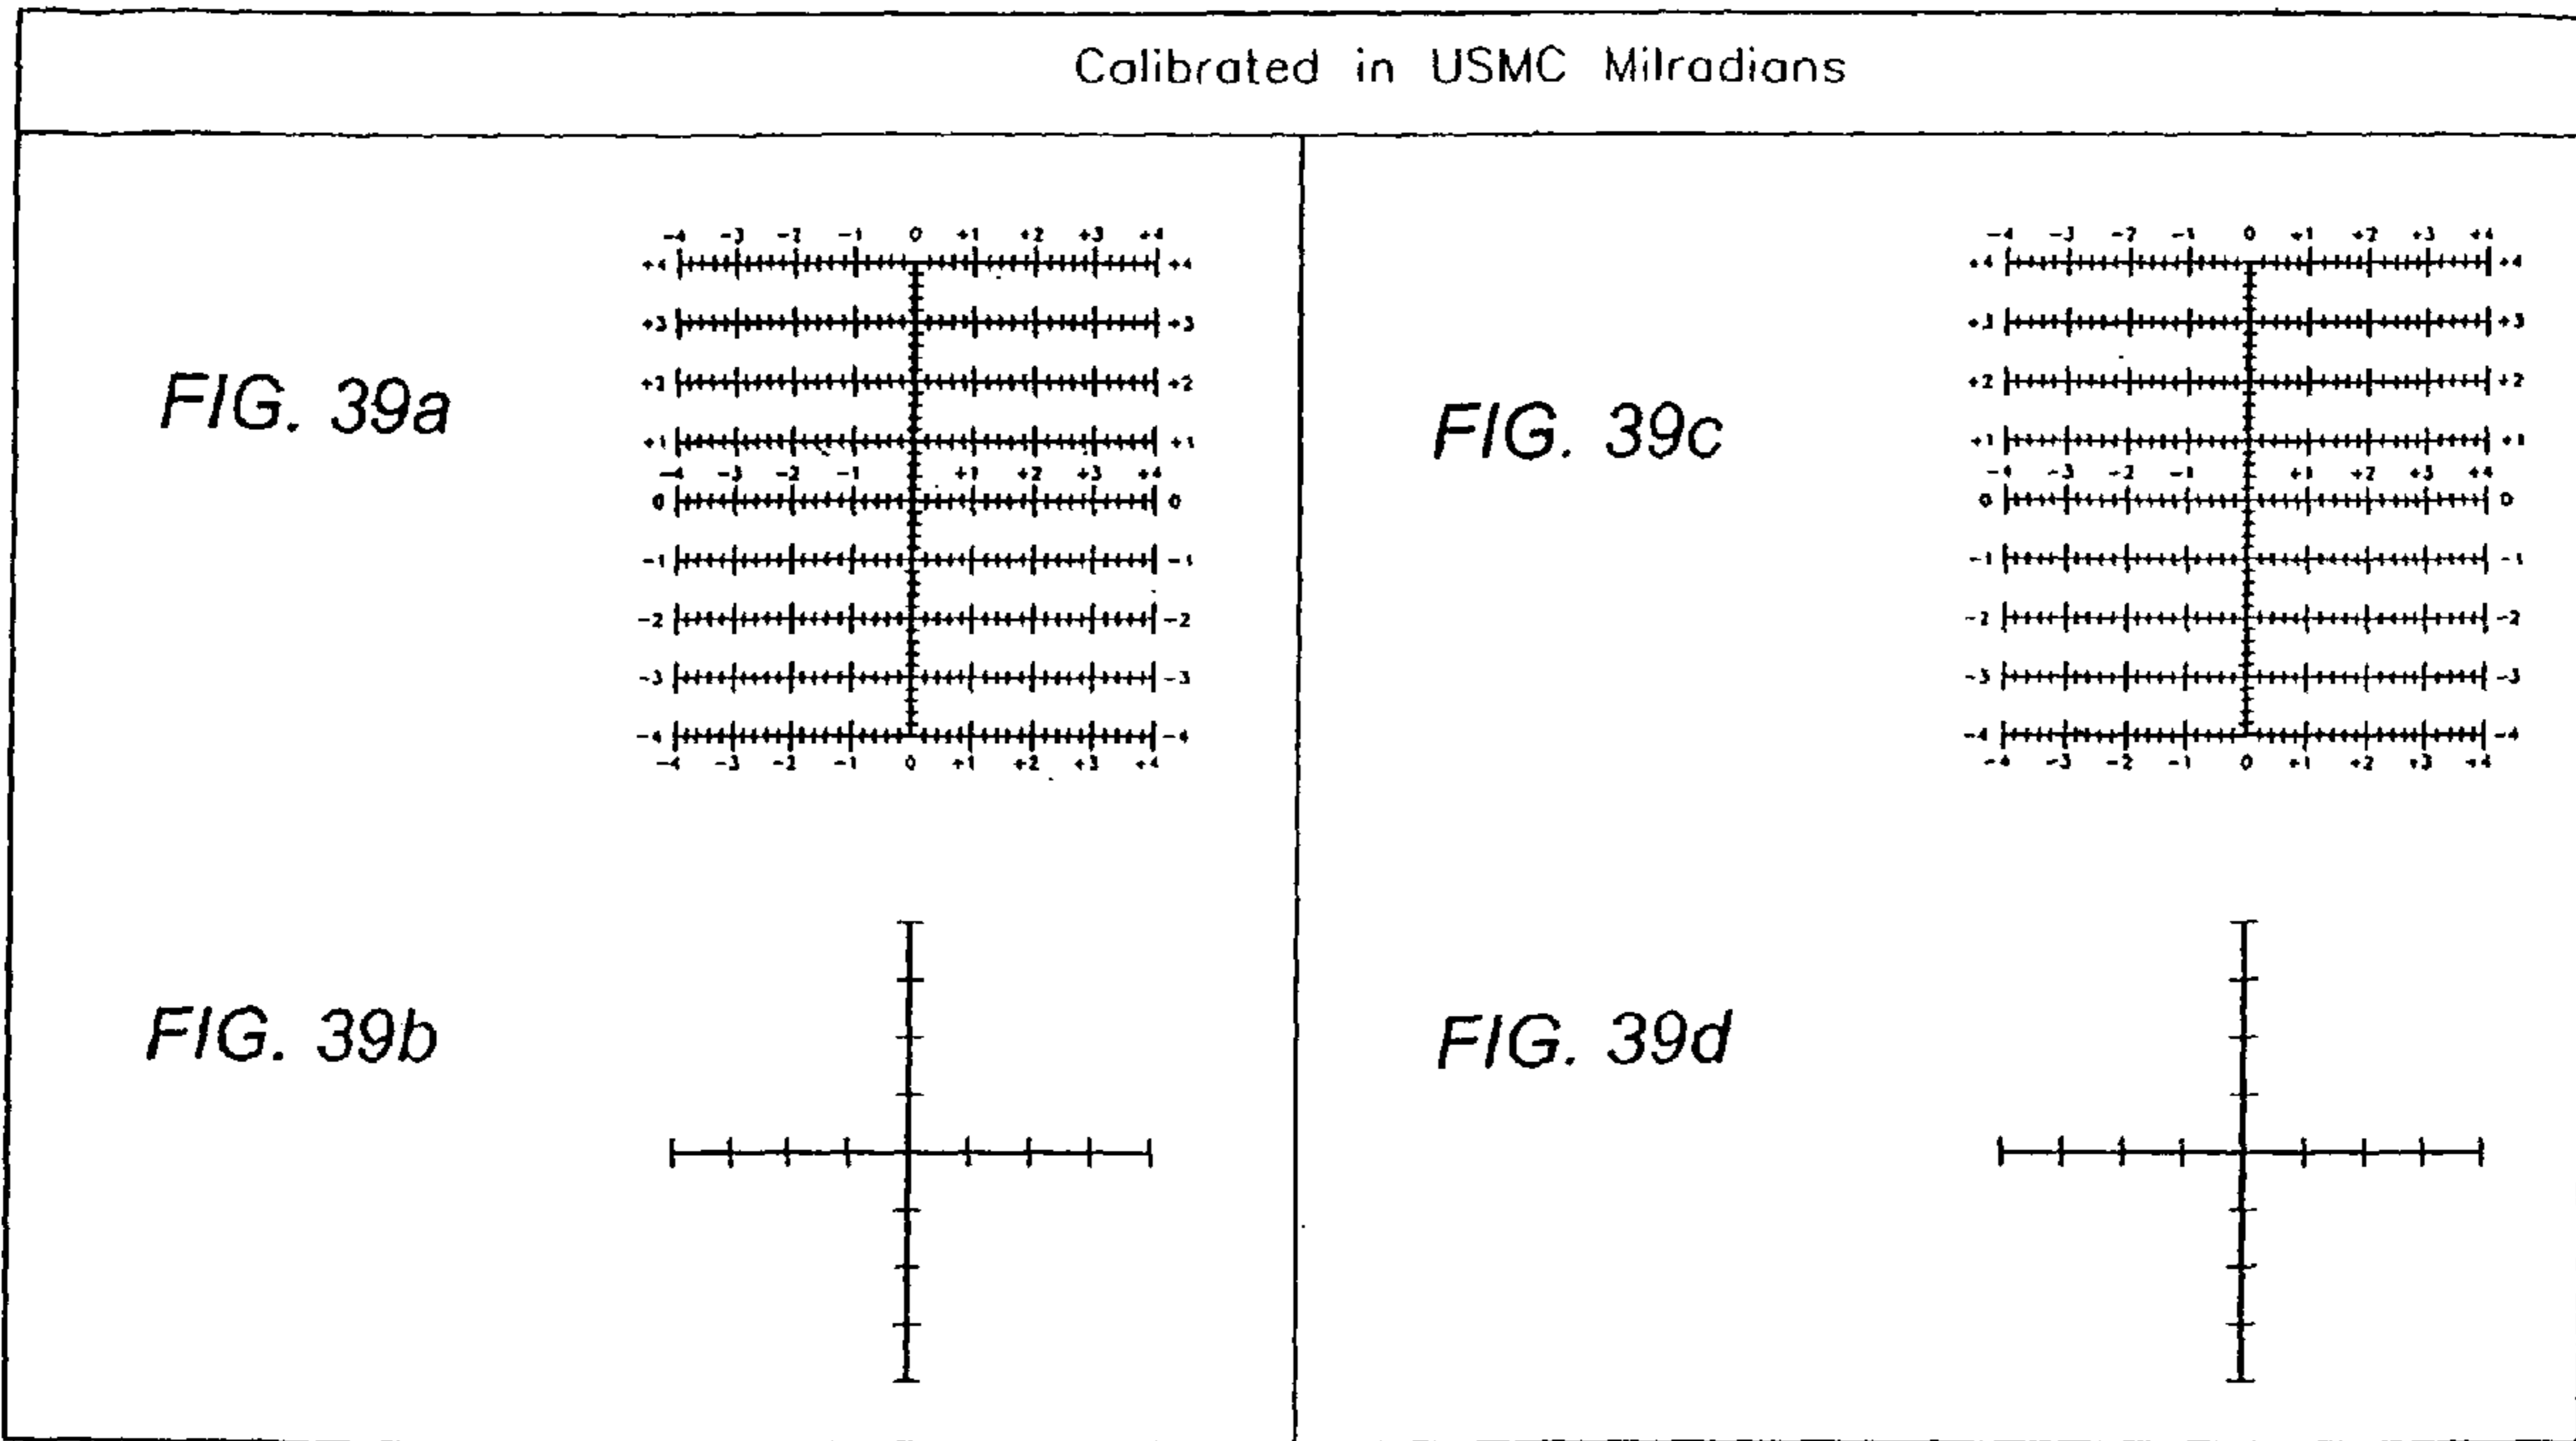 Calibrated in USMC Milradians
FIG. 39a
-4 -3 -2 -1 0 +1 +2 +3 +4
+4 +4
+3 +3
+2 +2
+1 +1
-4 -3 -2 -1 +1 +2 +3 +4
0 0
-1 -1
-2 -2
-3 -3
-4 -4
-4 -3 -2 -1 0 +1 +2 +3 +4
FIG. 39c
-4 -3 -2 -1 0 +1 +2 +3 +4
+4 +4
+3 +3
+2 +2
+1 +1
-4 -3 -2 -1 +1 +2 +3 +4
0 0
-1 -1
-2 -2
-3 -3
-4 -4
-4 -3 -2 -1 0 +1 +2 +3 +4
FIG. 39b
FIG. 39d